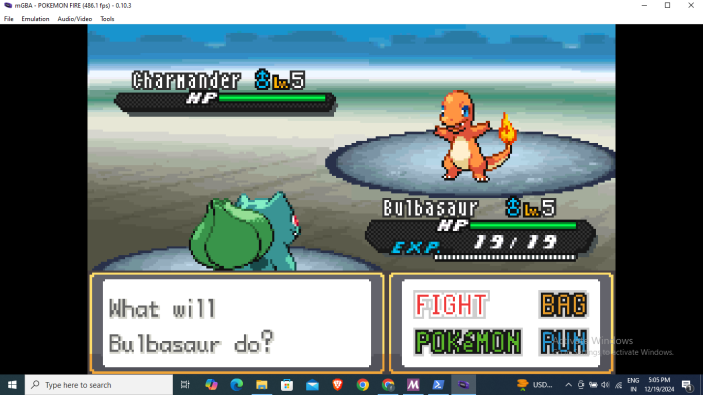 mGBA - POKEMON FIRE (486.1 fps) - 0.10.3
File Emulation Audio/Video Tools
Charmander ♂ Lv.5
HP
Bulbasaur ♂ Lv.5
HP
19/19
EXP.
What will
Bulbasaur do?
FIGHT BAG
POKéMON RUN
Activate Windows
to activate Windows.
Type here to search
USD...
ENG
IN
5:05 PM
12/19/2024